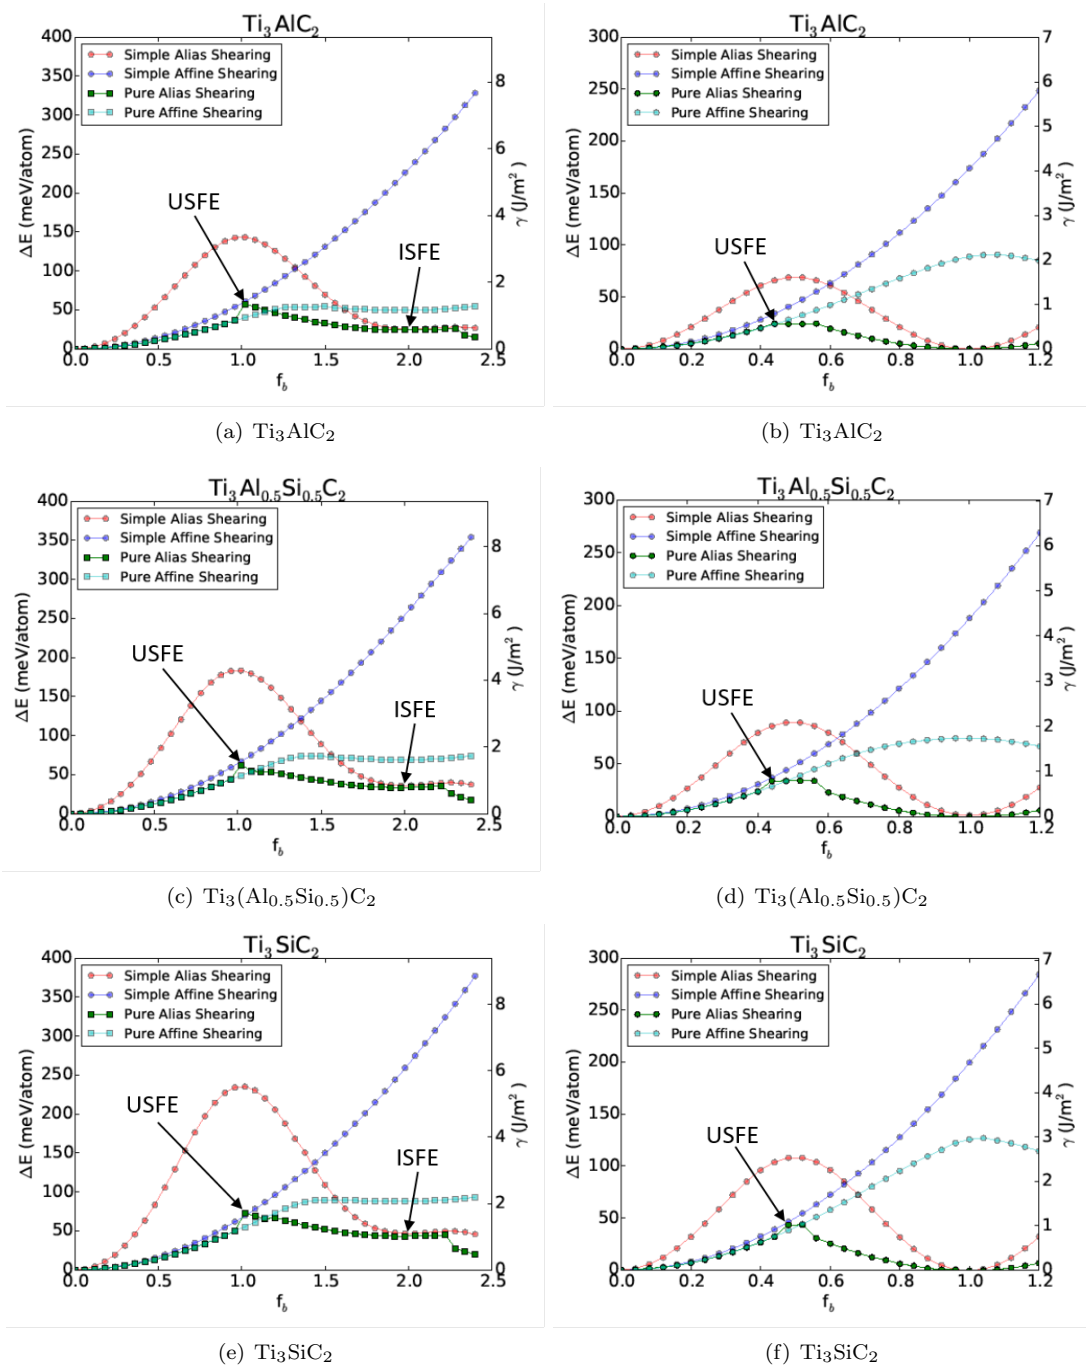 Ti₃AlC₂
400
350
300
250
200
150
100
50
0
ΔE (meV/atom)
Simple Alias Shearing
Simple Affine Shearing
Pure Alias Shearing
Pure Affine Shearing
USFE
ISFE
8
6
4
2
0
γ (J/m²)
0.0 0.5 1.0 1.5 2.0 2.5
f_b
(a) Ti₃AlC₂
Ti₃AlC₂
300
250
200
150
100
50
0
ΔE (meV/atom)
Simple Alias Shearing
Simple Affine Shearing
Pure Alias Shearing
Pure Affine Shearing
USFE
7
6
5
4
3
2
1
0
γ (J/m²)
0.0 0.2 0.4 0.6 0.8 1.0 1.2
f_b
(b) Ti₃AlC₂
Ti₃Al₀.₅Si₀.₅C₂
400
350
300
250
200
150
100
50
0
ΔE (meV/atom)
Simple Alias Shearing
Simple Affine Shearing
Pure Alias Shearing
Pure Affine Shearing
USFE
ISFE
8
6
4
2
0
γ (J/m²)
0.0 0.5 1.0 1.5 2.0 2.5
f_b
(c) Ti₃(Al₀.₅Si₀.₅)C₂
Ti₃Al₀.₅Si₀.₅C₂
300
250
200
150
100
50
0
ΔE (meV/atom)
Simple Alias Shearing
Simple Affine Shearing
Pure Alias Shearing
Pure Affine Shearing
USFE
7
6
5
4
3
2
1
0
γ (J/m²)
0.0 0.2 0.4 0.6 0.8 1.0 1.2
f_b
(d) Ti₃(Al₀.₅Si₀.₅)C₂
Ti₃SiC₂
400
350
300
250
200
150
100
50
0
ΔE (meV/atom)
Simple Alias Shearing
Simple Affine Shearing
Pure Alias Shearing
Pure Affine Shearing
USFE
ISFE
8
6
4
2
0
γ (J/m²)
0.0 0.5 1.0 1.5 2.0 2.5
f_b
(e) Ti₃SiC₂
Ti₃SiC₂
300
250
200
150
100
50
0
ΔE (meV/atom)
Simple Alias Shearing
Simple Affine Shearing
Pure Alias Shearing
Pure Affine Shearing
USFE
7
6
5
4
3
2
1
0
γ (J/m²)
0.0 0.2 0.4 0.6 0.8 1.0 1.2
f_b
(f) Ti₃SiC₂